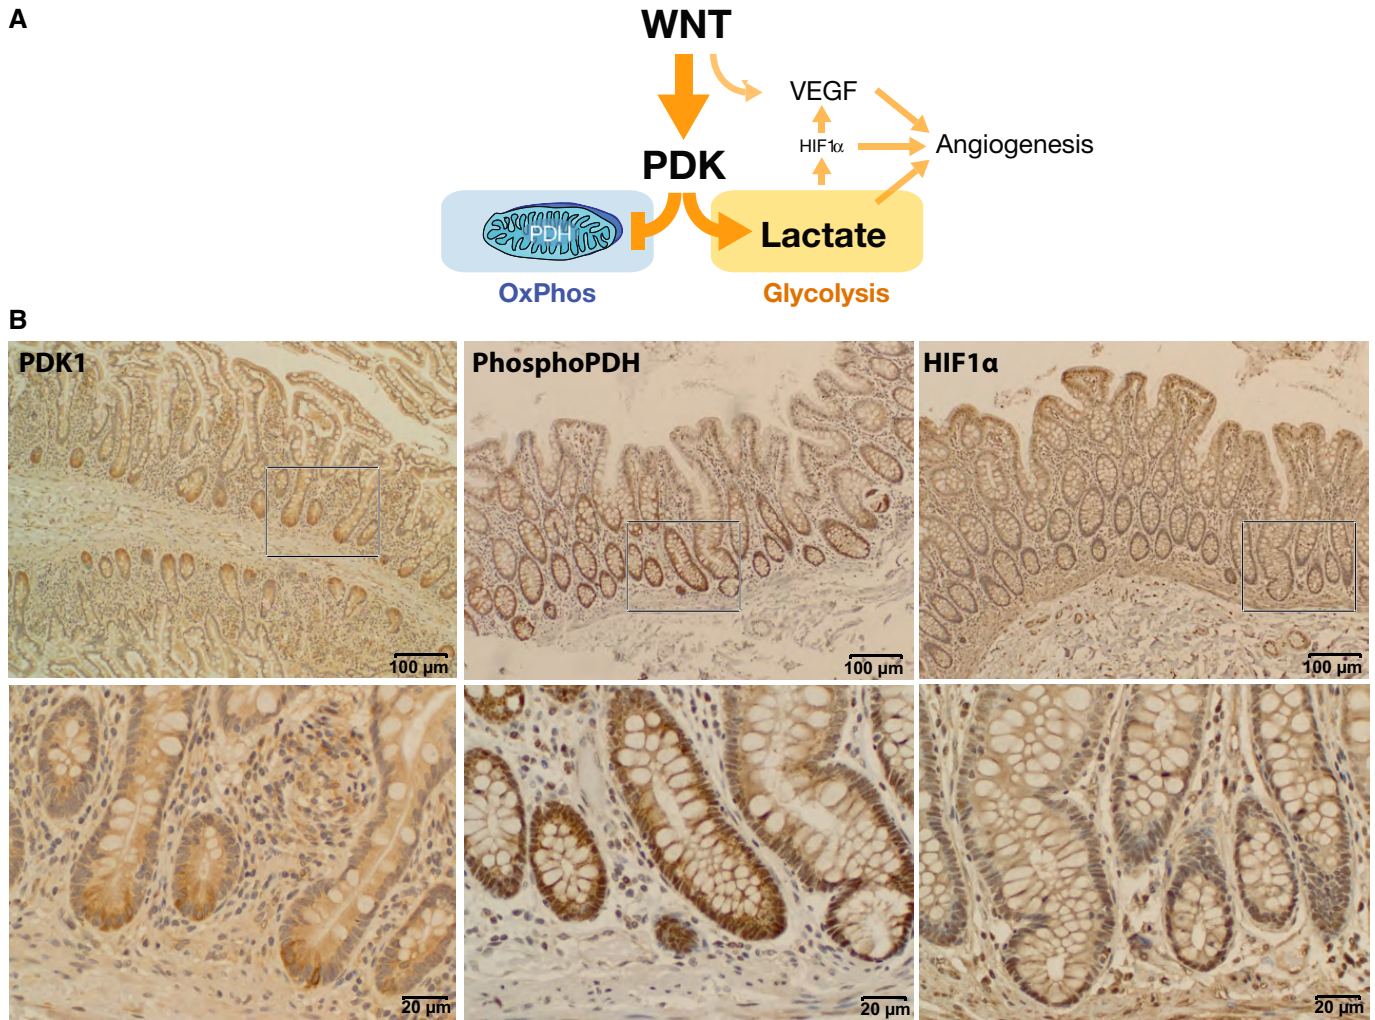 A
WNT
VEGF
HIF1α
Angiogenesis
PDK
PDH
Lactate
OxPhos
Glycolysis
B
PDK1
PhosphoPDH
HIF1α
100 µm
100 µm
100 µm
20 µm
20 µm
20 µm